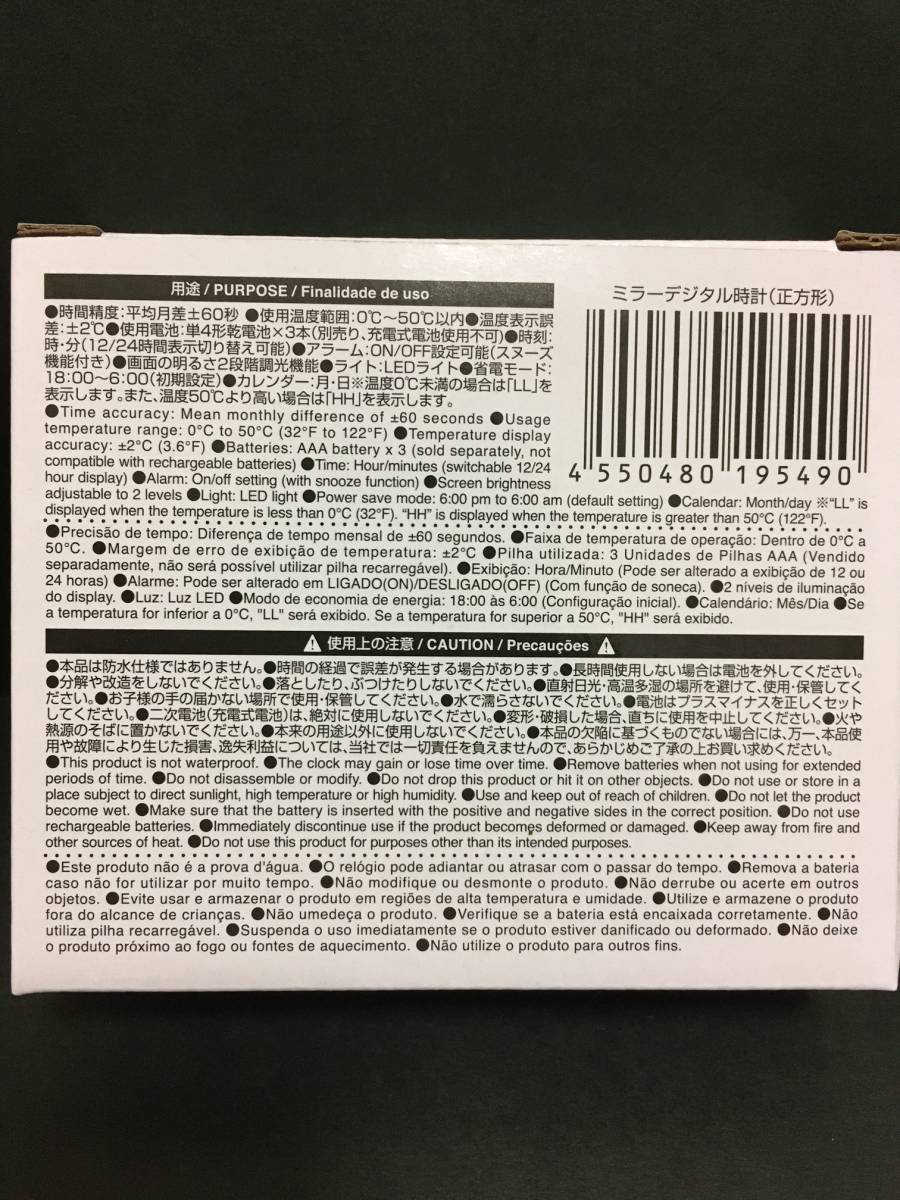 用途 / PURPOSE / Finalidade de uso
●時間精度:平均月差±60秒 ●使用温度範囲:0℃〜50℃以内●温度表示誤
差:±2℃●使用電池:単4形乾電池×3本(別売り、充電式電池使用不可)●時刻:
時・分(12/24時間表示切り替え可能)●アラーム:ON/OFF設定可能(スヌーズ
機能付き)●画面の明るさ2段階調光機能●ライト:LEDライト●省電モード:
18:00〜6:00(初期設定)●カレンダー:月・日※温度0℃未満の場合は「LL」を
表示します。また、温度50℃より高い場合は「HH」を表示します。
●Time accuracy: Mean monthly difference of ±60 seconds ●Usage
temperature range: 0°C to 50°C (32°F to 122°F) ●Temperature display
accuracy: ±2°C (3.6°F) ●Batteries: AAA battery x 3 (sold separately, not
compatible with rechargeable batteries) ●Time: Hour/minutes (switchable 12/24
hour display) ●Alarm: On/off setting (with snooze function) ●Screen brightness
adjustable to 2 levels ●Light: LED light ●Power save mode: 6:00 pm to 6:00 am (default setting) ●Calendar: Month/day ※“LL” is
displayed when the temperature is less than 0°C (32°F). “HH” is displayed when the temperature is greater than 50°C (122°F).
ミラーデジタル時計(正方形)
4 550480 195490
●Precisão de tempo: Diferença de tempo mensal de ±60 segundos. ●Faixa de temperatura de operação: Dentro de 0°C a
50°C. ●Margem de erro de exibição de temperatura: ±2°C ●Pilha utilizada: 3 Unidades de Pilhas AAA (Vendido
separadamente, não será possível utilizar pilha recarregável). ●Exibição: Hora/Minuto (Pode ser alterado a exibição de 12 ou
24 horas) ●Alarme: Pode ser alterado em LIGADO(ON)/DESLIGADO(OFF) (Com função de soneca). ●2 níveis de iluminação
do display. ●Luz: Luz LED ●Modo de economia de energia: 18:00 às 6:00 (Configuração inicial). ●Calendário: Mês/Dia ●Se
a temperatura for inferior a 0°C, "LL" será exibido. Se a temperatura for superior a 50°C, "HH" será exibido.
使用上の注意 / CAUTION / Precauções
●本品は防水仕様ではありません。●時間の経過で誤差が発生する場合があります。●長時間使用しない場合は電池を外してください。
●分解や改造をしないでください。●落としたり、ぶつけたりしないでください。●直射日光・高温多湿の場所を避けて、使用・保管してく
ださい。●お子様の手の届かない場所で使用・保管してください。●水で濡らさないでください。●電池はプラスマイナスを正しくセット
してください。●二次電池(充電式電池)は、絶対に使用しないでください。●変形・破損した場合、直ちに使用を中止してください。●火や
熱源のそばに置かないでください。●本来の用途以外に使用しないでください。●本品の欠陥に基づくものでない場合には、万一、本品使
用や故障により生じた損害、逸失利益については、当社では一切責任を負えませんので、あらかじめご了承の上お買い求めください。
●This product is not waterproof. ●The clock may gain or lose time over time. ●Remove batteries when not using for extended
periods of time. ●Do not disassemble or modify. ●Do not drop this product or hit it on other objects. ●Do not use or store in a
place subject to direct sunlight, high temperature or high humidity. ●Use and keep out of reach of children. ●Do not let the product
become wet. ●Make sure that the battery is inserted with the positive and negative sides in the correct position. ●Do not use
rechargeable batteries. ●Immediately discontinue use if the product becomes deformed or damaged. ●Keep away from fire and
other sources of heat. ●Do not use this product for purposes other than its intended purposes.
●Este produto não é a prova d'água. ●O relógio pode adiantar ou atrasar com o passar do tempo. ●Remova a bateria
caso não for utilizar por muito tempo. ●Não modifique ou desmonte o produto. ●Não derrube ou acerte em outros
objetos. ●Evite usar e armazenar o produto em regiões de alta temperatura e umidade. ●Utilize e armazene o produto
fora do alcance de crianças. ●Não umedeça o produto. ●Verifique se a bateria está encaixada corretamente. ●Não
utiliza pilha recarregável. ●Suspenda o uso imediatamente se o produto estiver danificado ou deformado. ●Não deixe
o produto próximo ao fogo ou fontes de aquecimento. ●Não utilize o produto para outros fins.